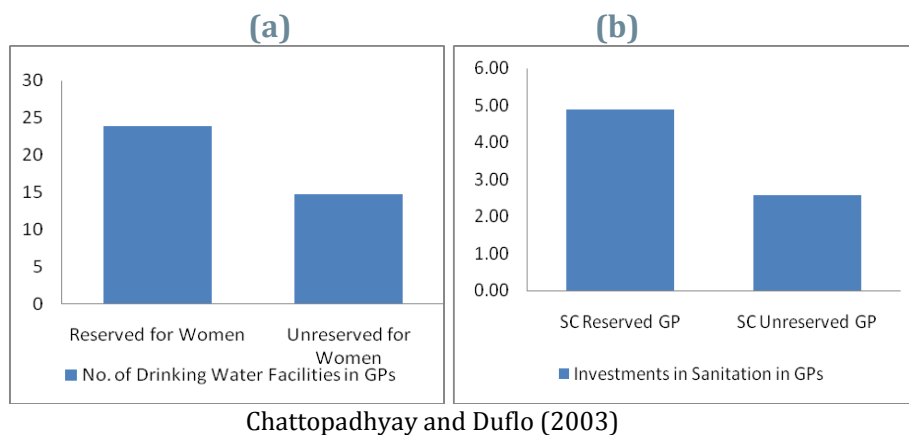 (a)
30
25
20
15
10
5
0
Reserved for Women
Unreserved for
Women
No. of Drinking Water Facilities in GPs
(b)
6.00
5.00
4.00
3.00
2.00
1.00
0.00
SC Reserved GP
SC Unreserved GP
Investments in Sanitation in GPs
Chattopadhyay and Duflo (2003)